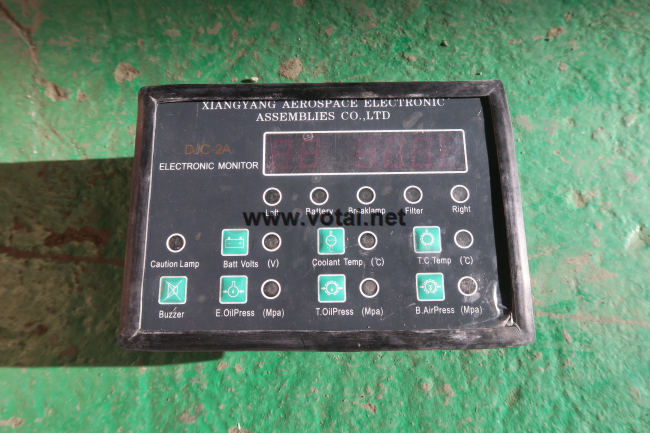 XIANGYANG AEROSPACE ELECTRONIC
ASSEMBLIES CO.,LTD
DJC-2A
ELECTRONIC MONITOR
Left Battery Breaklamp Filter Right
www.votai.net
Caution Lamp Batt Volts (V) Coolant Temp. (℃) T.C.Temp (℃)
Buzzer E.OilPress (Mpa) T.OilPress (Mpa) B.AirPress (Mpa)